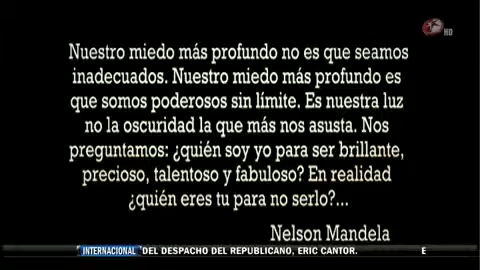 HD
Nuestro miedo más profundo no es que seamos
inadecuados. Nuestro miedo más profundo es
que somos poderosos sin límite. Es nuestra luz
no la oscuridad la que más nos asusta. Nos
preguntamos: ¿quién soy yo para ser brillante,
precioso, talentoso y fabuloso? En realidad
¿quién eres tu para no serlo?...
Nelson Mandela
INTERNACIONAL DEL DESPACHO DEL REPUBLICANO, ERIC CANTOR. E